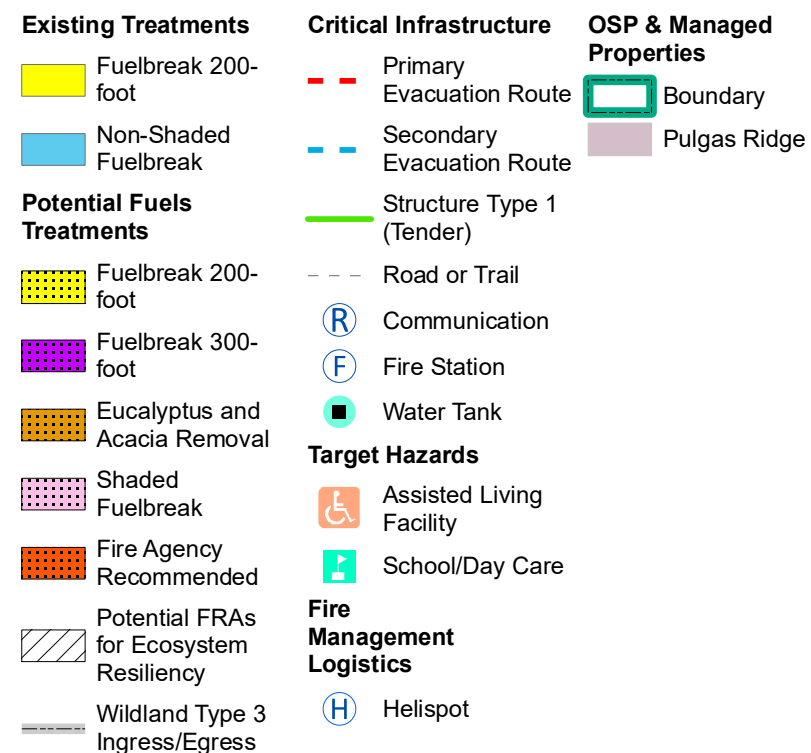 Existing Treatments
Fuelbreak 200-
foot
Non-Shaded
Fuelbreak
Potential Fuels
Treatments
Fuelbreak 200-
foot
Fuelbreak 300-
foot
Eucalyptus and
Acacia Removal
Shaded
Fuelbreak
Fire Agency
Recommended
Potential FRAs
for Ecosystem
Resiliency
Wildland Type 3
Ingress/Egress
Critical Infrastructure
Primary
Evacuation Route
Secondary
Evacuation Route
Structure Type 1
(Tender)
Road or Trail
R Communication
F Fire Station
Water Tank
Target Hazards
Assisted Living
Facility
School/Day Care
Fire
Management
Logistics
H Helispot
OSP & Managed
Properties
Boundary
Pulgas Ridge